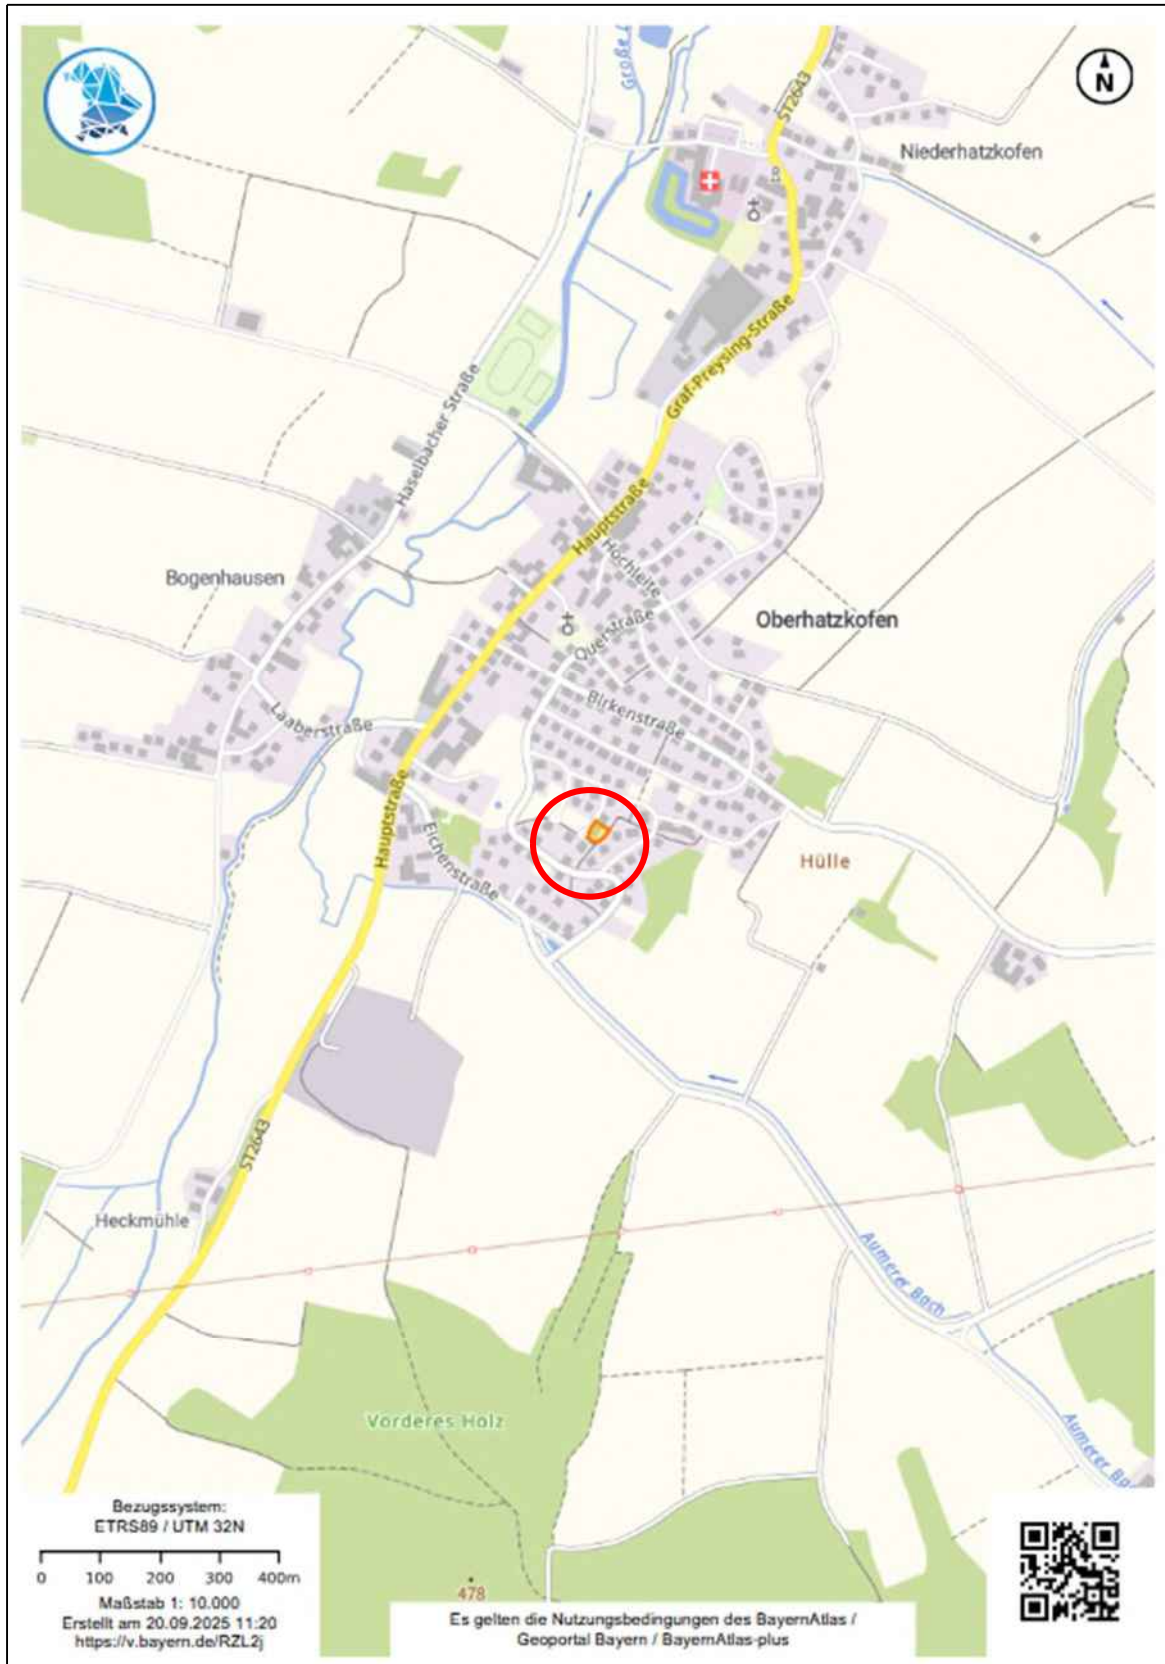 Große L
N
ST2643
Niederhatzkofen
Graf-Preysing-Straße
Haselbacher Straße
Hauptstraße
Hochleite
Bogenhausen
Oberhatzkofen
Querstraße
Birkenstraße
Laaberstraße
Hauptstraße
Eichenstraße
Hülle
ST2643
Heckmühle
Aumerer Bach
Vorderes Holz
Aumerer Bac
Bezugssystem:
ETRS89 / UTM 32N
0 100 200 300 400m
Maßstab 1: 10.000
Erstellt am 20.09.2025 11:20
https://v.bayern.de/RZL2j
478
Es gelten die Nutzungsbedingungen des BayernAtlas /
Geoportal Bayern / BayernAtlas-plus